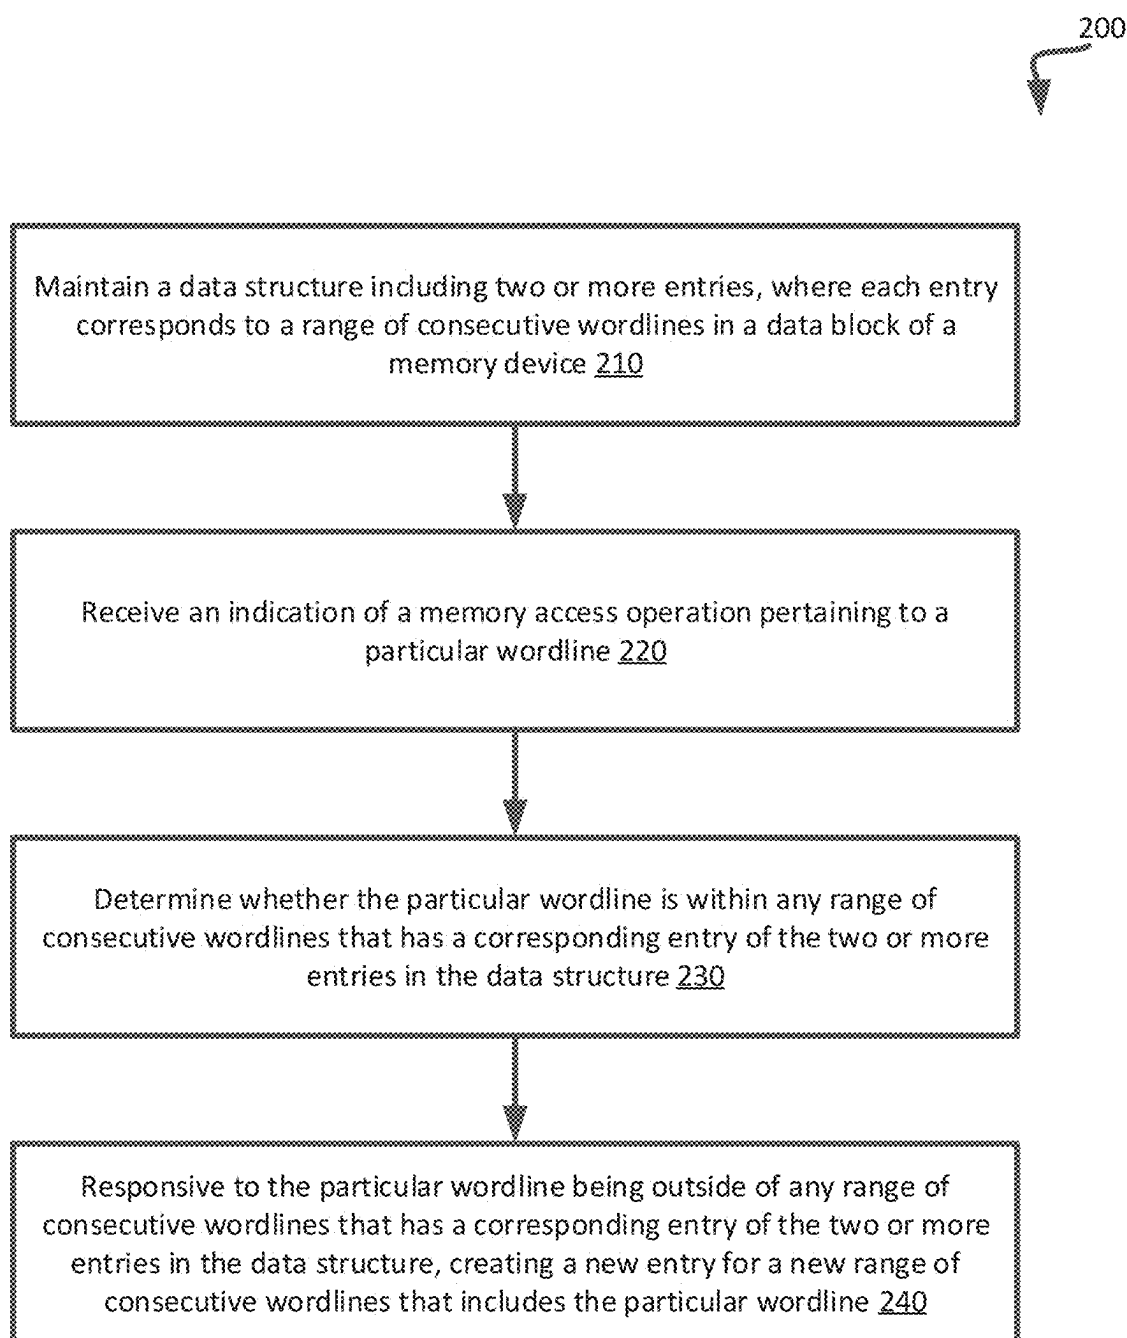 200
Maintain a data structure including two or more entries, where each entry
corresponds to a range of consecutive wordlines in a data block of a
memory device 210
Receive an indication of a memory access operation pertaining to a
particular wordline 220
Determine whether the particular wordline is within any range of
consecutive wordlines that has a corresponding entry of the two or more
entries in the data structure 230
Responsive to the particular wordline being outside of any range of
consecutive wordlines that has a corresponding entry of the two or more
entries in the data structure, creating a new entry for a new range of
consecutive wordlines that includes the particular wordline 240